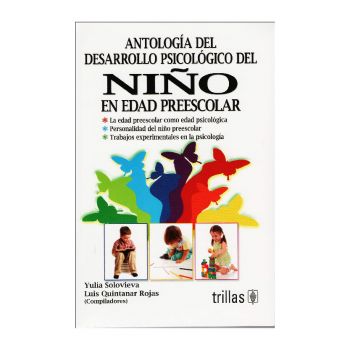 ANTOLOGÍA DEL
DESARROLLO PSICOLÓGICO DEL
NIÑO
EN EDAD PREESCOLAR
* La edad preescolar como edad psicológica
* Personalidad del niño preescolar
* Trabajos experimentales en la psicología
Yulia Solovieva
Luis Quintanar Rojas
(Compiladores)
trillas